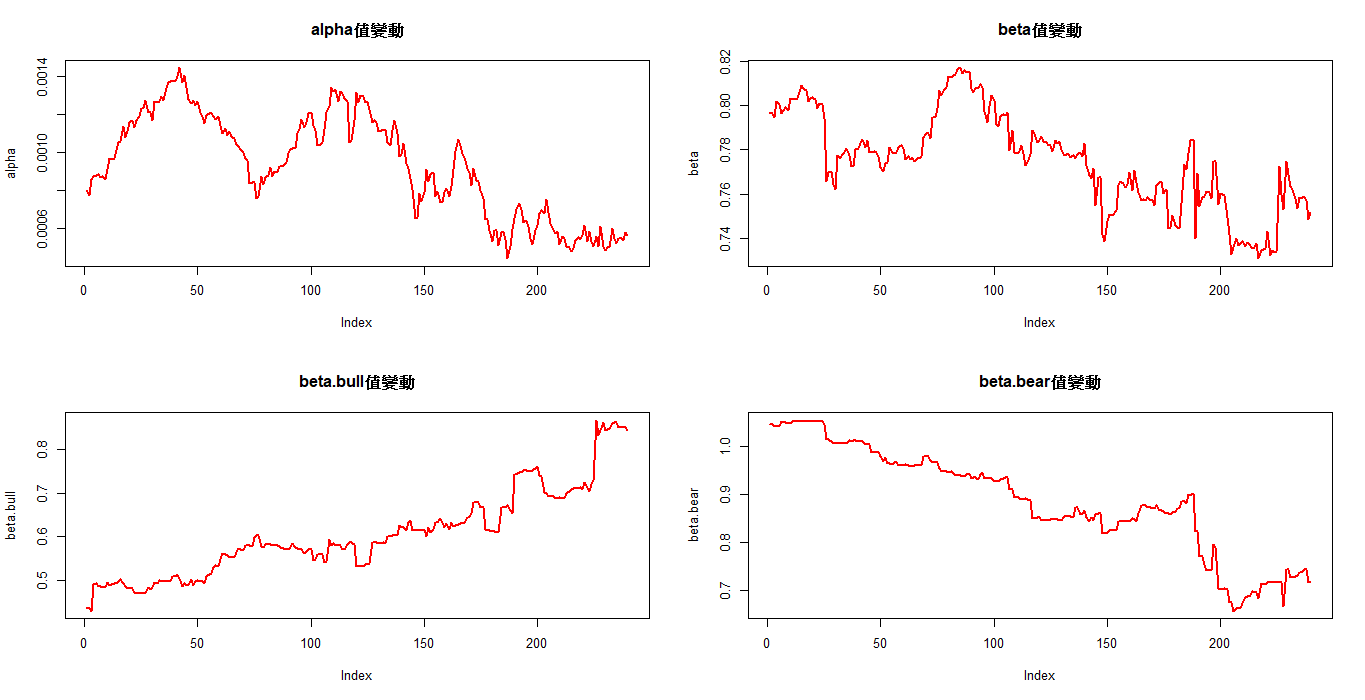 alpha值變動
alpha
0.0006 0.0010 0.0014
0 50 100 150 200
Index
beta值變動
beta
0.74 0.76 0.78 0.80 0.82
0 50 100 150 200
Index
beta.bull值變動
beta.bull
0.5 0.6 0.7 0.8
0 50 100 150 200
Index
beta.bear值變動
beta.bear
0.7 0.8 0.9 1.0
0 50 100 150 200
Index